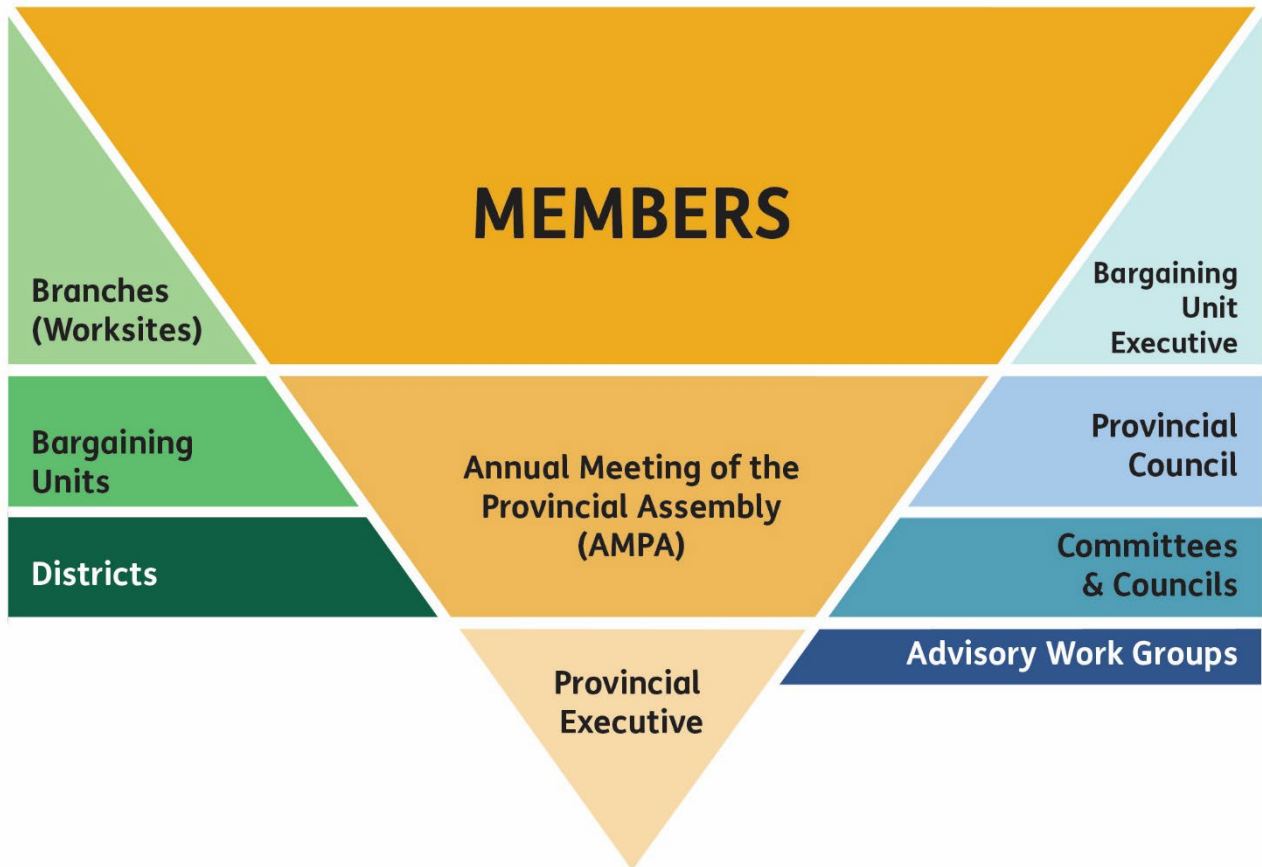 MEMBERS
Branches
(Worksites)
Bargaining
Unit
Executive
Bargaining
Units
Annual Meeting of the
Provincial Assembly
(AMPA)
Provincial
Council
Districts
Committees
& Councils
Provincial
Executive
Advisory Work Groups